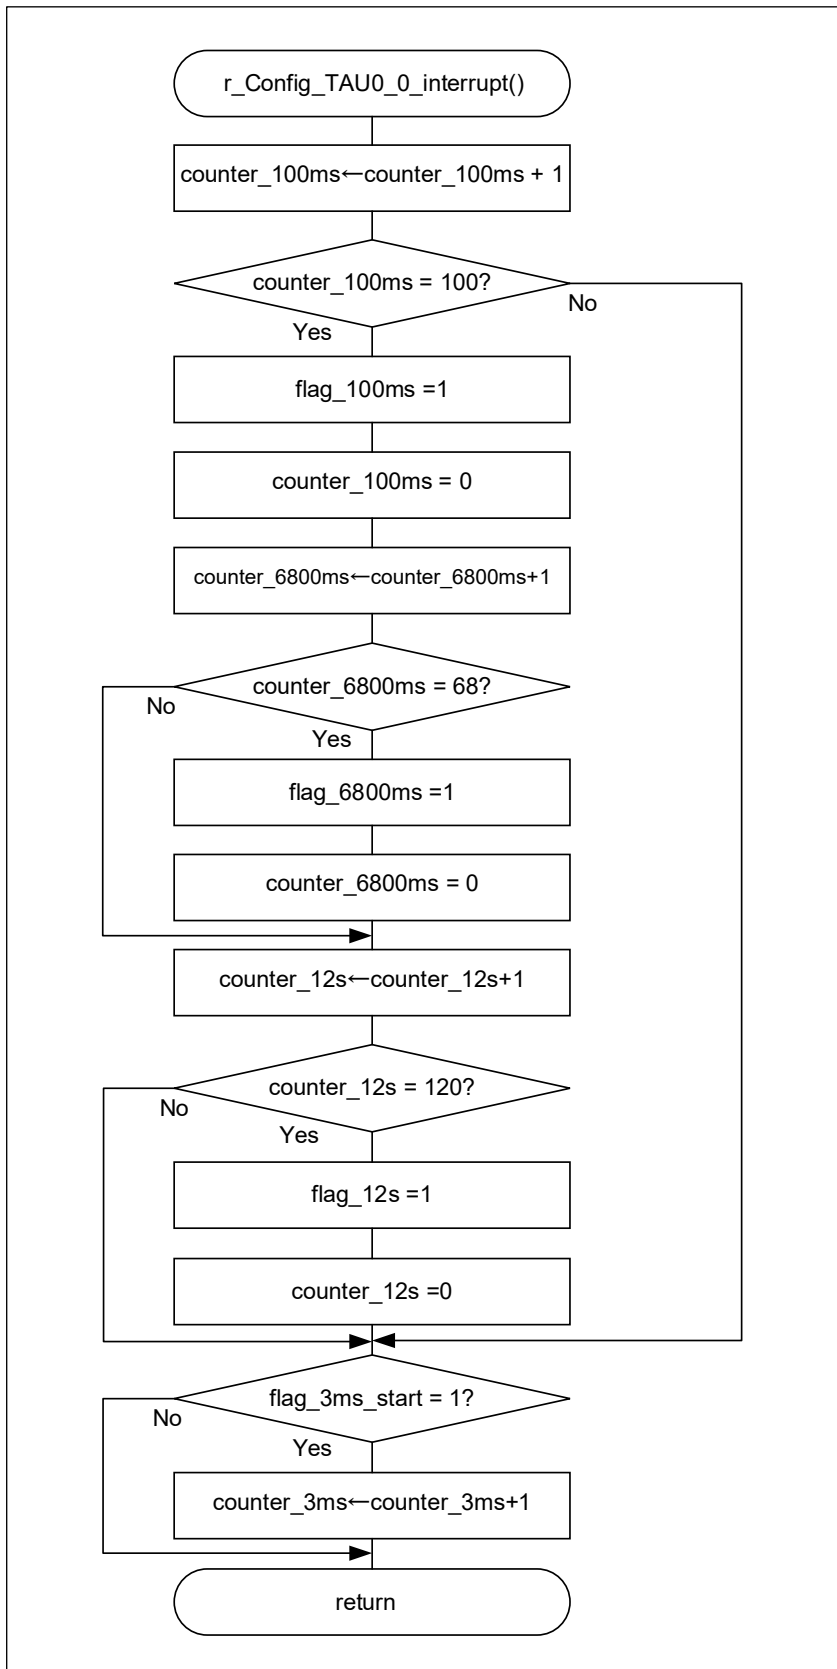 r_Config_TAU0_0_interrupt()
counter_100ms←counter_100ms + 1
counter_100ms = 100?
No
Yes
flag_100ms =1
counter_100ms = 0
counter_6800ms←counter_6800ms+1
counter_6800ms = 68?
No
Yes
flag_6800ms =1
counter_6800ms = 0
counter_12s←counter_12s+1
counter_12s = 120?
No
Yes
flag_12s =1
counter_12s =0
flag_3ms_start = 1?
No
Yes
counter_3ms←counter_3ms+1
return